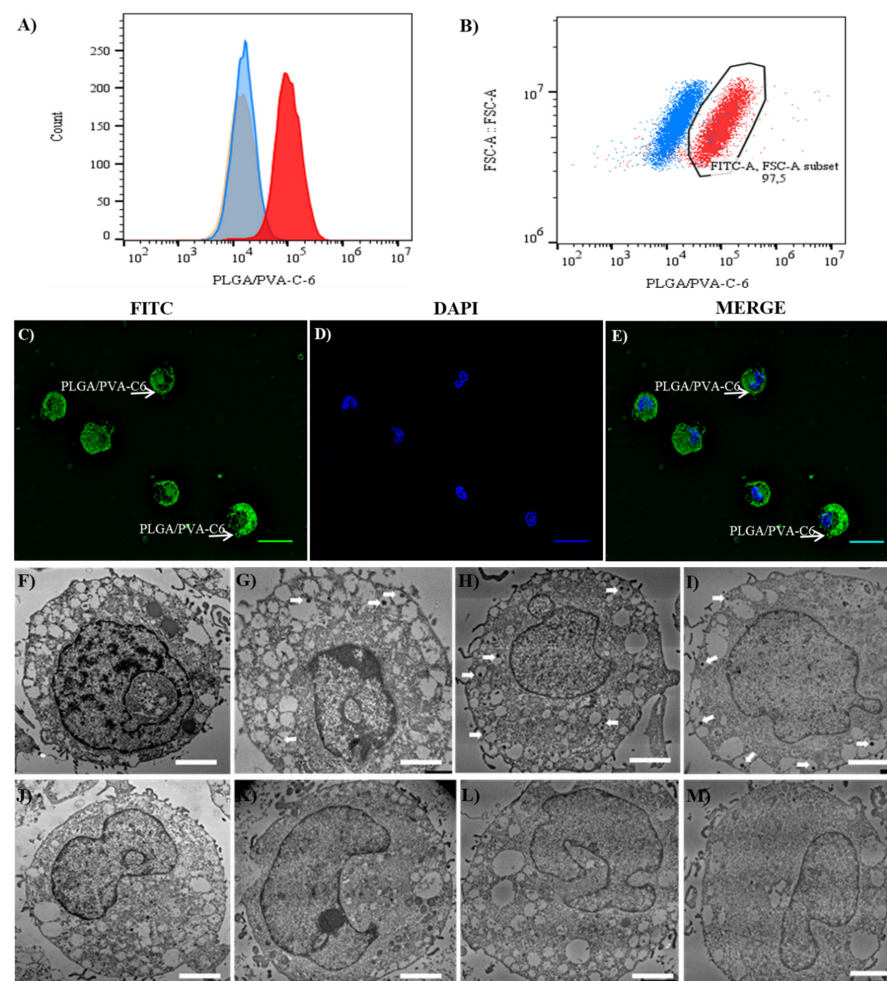 A)
B)
250
200
150
100
50
0
Count
10^2
10^3
10^4
10^5
10^6
10^7
PLGA/PVA-C-6
10^7
10^6
FSC-A :: FSC-A
FITC-A, FSC-A subset
97,5
10^2
10^3
10^4
10^5
10^6
10^7
PLGA/PVA-C-6
FITC
DAPI
MERGE
C)
D)
E)
PLGA/PVA-C6
PLGA/PVA-C6
PLGA/PVA-C6
PLGA/PVA-C6
F)
G)
H)
I)
J)
K)
L)
M)